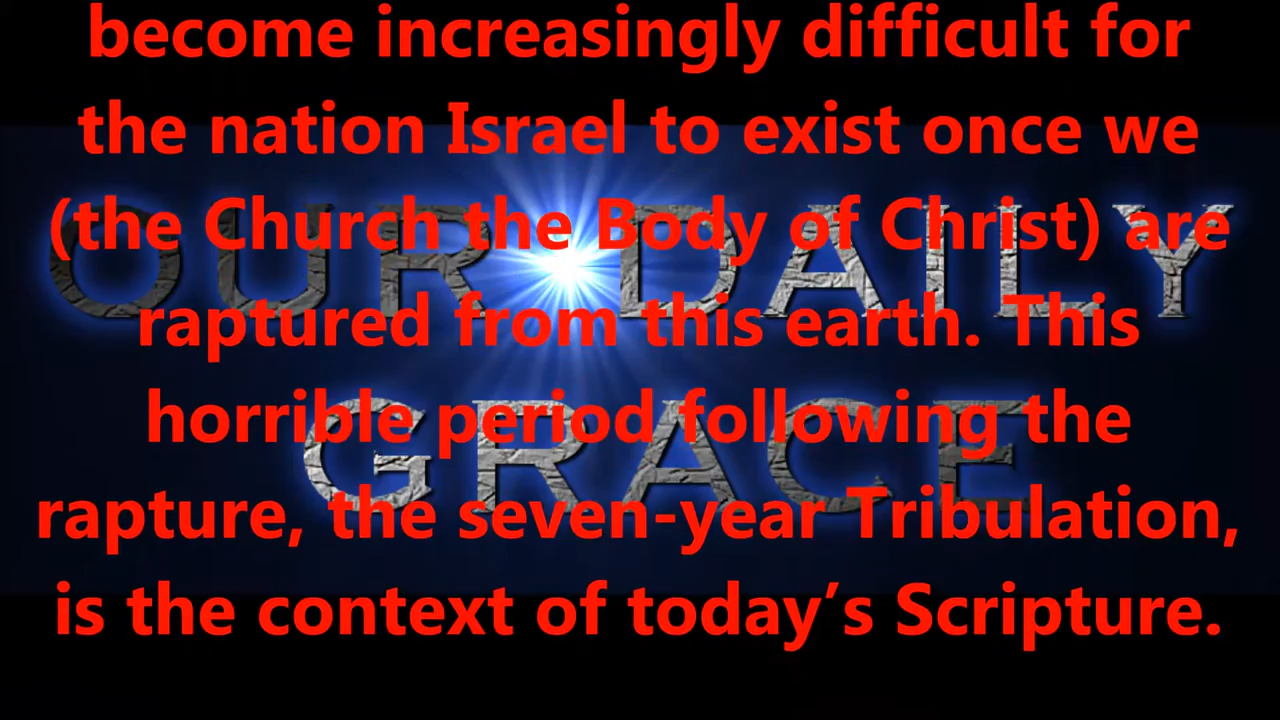 become increasingly difficult for
the nation Israel to exist once we
(the Church the Body of Christ) are
raptured from this earth. This
horrible period following the
rapture, the seven-year Tribulation,
is the context of today’s Scripture.
OUR DAILY
GRACE